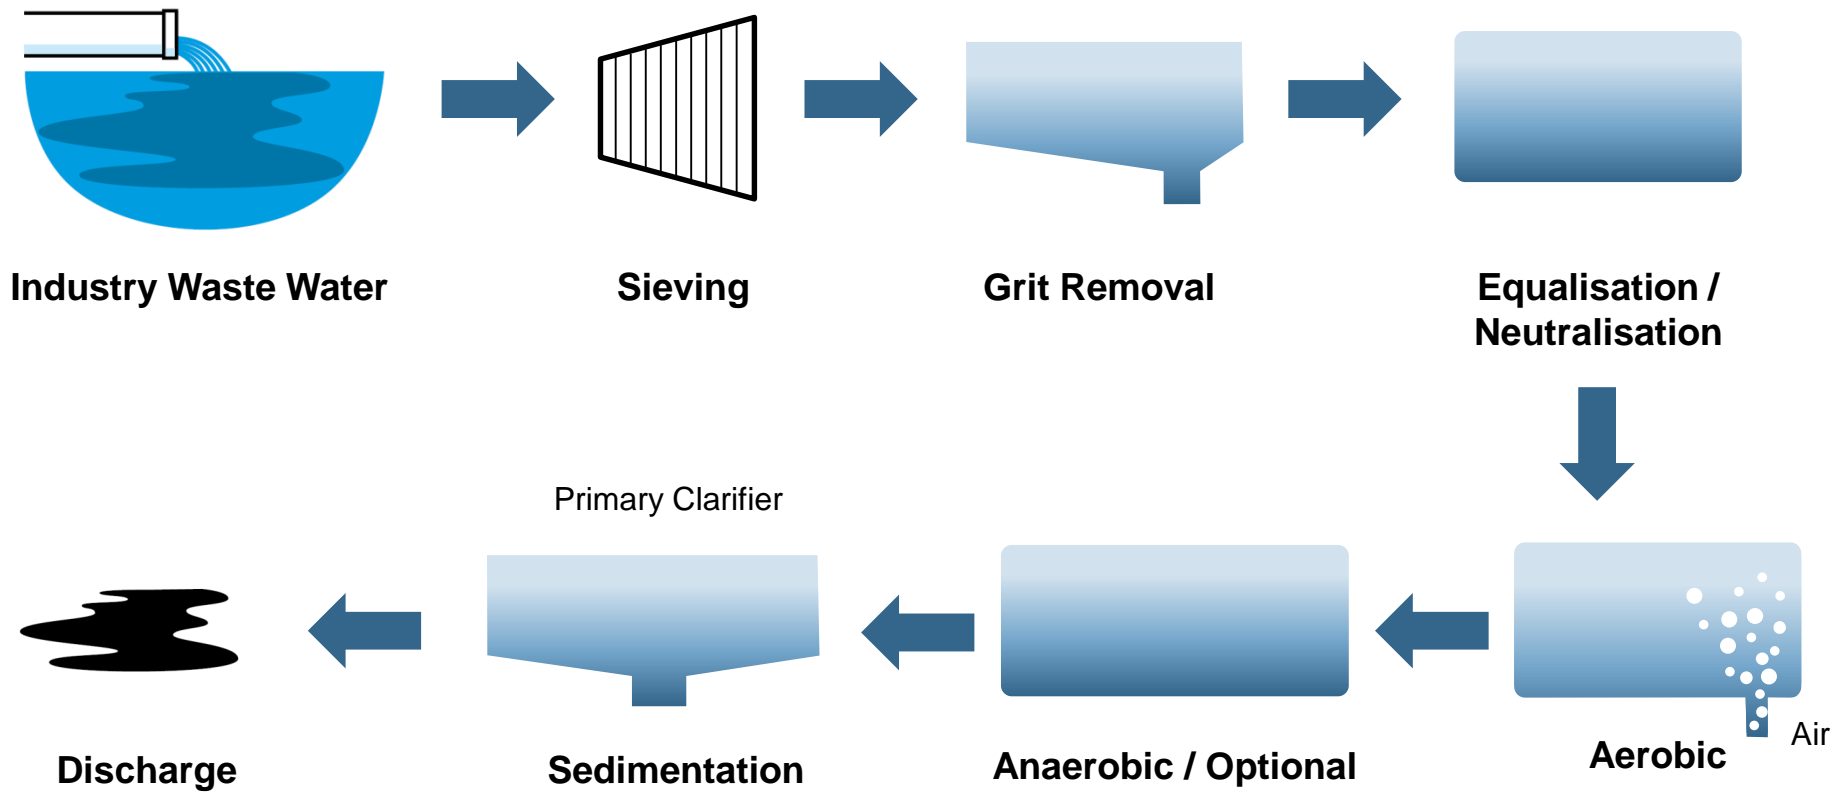 Industry Waste Water
Sieving
Grit Removal
Equalisation /
Neutralisation
Primary Clarifier
Air
Aerobic
Anaerobic / Optional
Sedimentation
Discharge